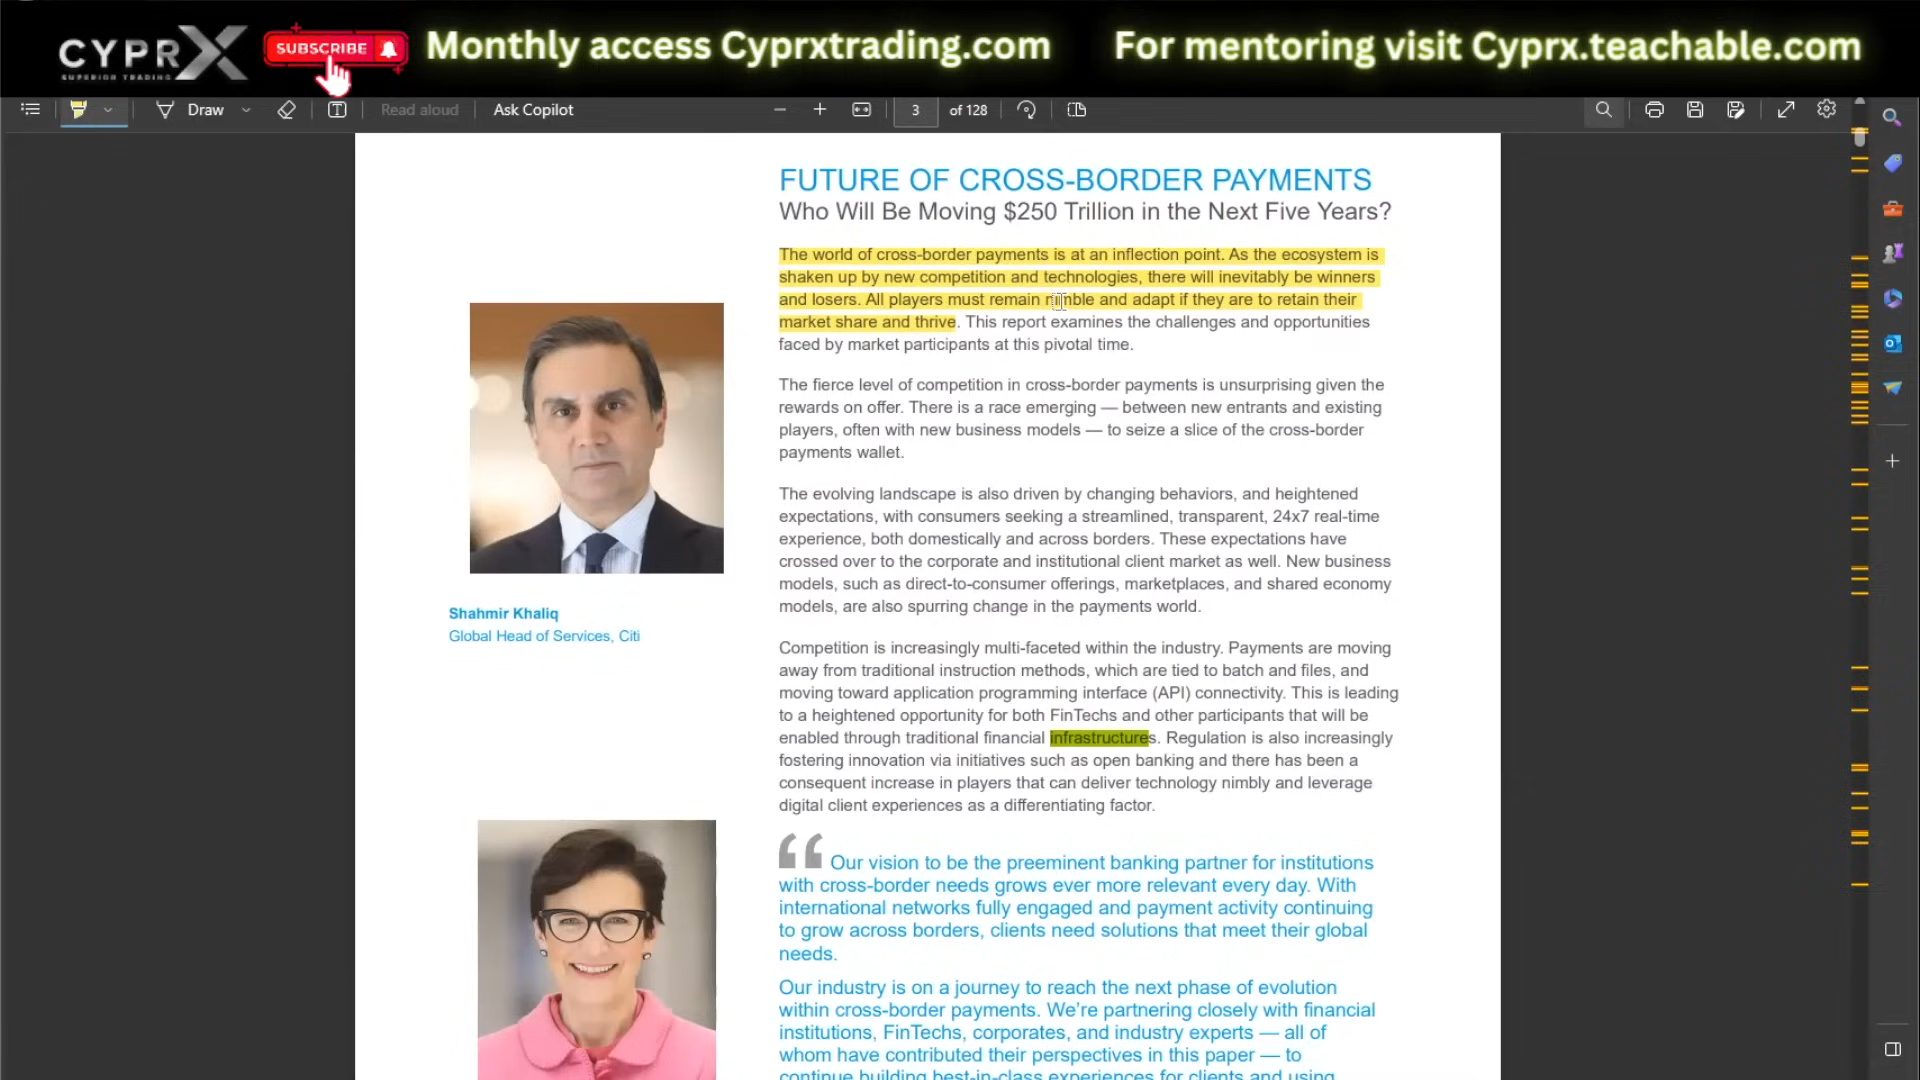 CYPRX
SUPERIOR TRADING
SUBSCRIBE
Monthly access Cyprxtrading.com
For mentoring visit Cyprx.teachable.com
Draw
Read aloud
Ask Copilot
3
of 128
FUTURE OF CROSS-BORDER PAYMENTS
Who Will Be Moving $250 Trillion in the Next Five Years?
The world of cross-border payments is at an inflection point. As the ecosystem is
shaken up by new competition and technologies, there will inevitably be winners
and losers. All players must remain nimble and adapt if they are to retain their
market share and thrive. This report examines the challenges and opportunities
faced by market participants at this pivotal time.
The fierce level of competition in cross-border payments is unsurprising given the
rewards on offer. There is a race emerging — between new entrants and existing
players, often with new business models — to seize a slice of the cross-border
payments wallet.
The evolving landscape is also driven by changing behaviors, and heightened
expectations, with consumers seeking a streamlined, transparent, 24x7 real-time
experience, both domestically and across borders. These expectations have
crossed over to the corporate and institutional client market as well. New business
models, such as direct-to-consumer offerings, marketplaces, and shared economy
models, are also spurring change in the payments world.
Shahmir Khaliq
Global Head of Services, Citi
Competition is increasingly multi-faceted within the industry. Payments are moving
away from traditional instruction methods, which are tied to batch and files, and
moving toward application programming interface (API) connectivity. This is leading
to a heightened opportunity for both FinTechs and other participants that will be
enabled through traditional financial infrastructures. Regulation is also increasingly
fostering innovation via initiatives such as open banking and there has been a
consequent increase in players that can deliver technology nimbly and leverage
digital client experiences as a differentiating factor.
“ Our vision to be the preeminent banking partner for institutions
with cross-border needs grows ever more relevant every day. With
international networks fully engaged and payment activity continuing
to grow across borders, clients need solutions that meet their global
needs.
Our industry is on a journey to reach the next phase of evolution
within cross-border payments. We’re partnering closely with financial
institutions, FinTechs, corporates, and industry experts — all of
whom have contributed their perspectives in this paper — to
continue building best-in-class experiences for clients and using